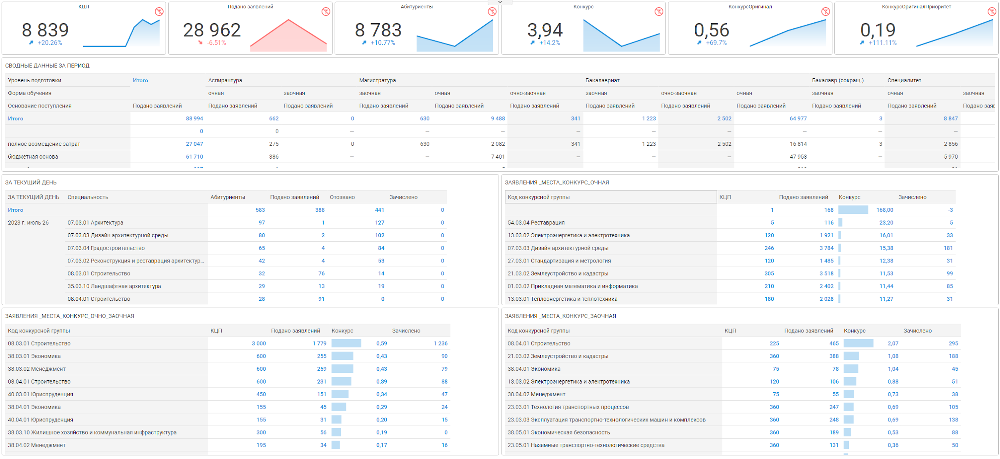 КЦП
8 839
+20.26%
Подано заявлений
28 962
-6.51%
Абитуриенты
8 783
+10.77%
Конкурс
3,94
+14.2%
КонкурсОригинал
0,56
+69.7%
КонкурсОригиналПриоритет
0,19
+111.11%
СВОДНЫЕ ДАННЫЕ ЗА ПЕРИОД
Уровень подготовки Итого Аспирантура Магистратура Бакалавриат Бакалавр (сокращ.) Специалитет
Форма обучения очная заочная заочная очная очно-заочная заочная очно-заочная очная заочная очная заочная
Основание поступления Подано заявлений Подано заявлений Подано заявлений Подано заявлений Подано заявлений Подано заявлений Подано заявлений Подано заявлений Подано заявлений Подано заявлений Подано заявлений Подано
Итого 88 994 662 0 630 9 488 341 1 223 2 502 64 977 3 8 847
0 0 — — — — — — — — —
полное возмещение затрат 27 047 275 0 630 2 082 341 1 223 2 502 16 814 3 2 856
бюджетная основа 61 710 386 — — 7 401 — — — 47 953 — 5 970
ЗА ТЕКУЩИЙ ДЕНЬ
ЗА ТЕКУЩИЙ ДЕНЬ Специальность Абитуриенты Подано заявлений Отозвано Зачислено
Итого 583 388 441 0
2023 г. июль 26 07.03.01 Архитектура 97 1 127 0
07.03.03 Дизайн архитектурной среды 80 2 102 0
07.03.04 Градостроительство 65 4 84 0
07.03.02 Реконструкция и реставрация архитектур... 42 4 53 0
08.03.01 Строительство 32 76 14 0
35.03.10 Ландшафтная архитектура 29 13 19 0
08.04.01 Строительство 28 91 0 0
ЗАЯВЛЕНИЯ _МЕСТА_КОНКУРС_ОЧНАЯ
Код конкурсной группы КЦП Подано заявлений Конкурс Зачислено
1 168 168,00 -3
54.03.04 Реставрация 5 116 23,20 5
13.03.02 Электроэнергетика и электротехника 120 1 921 16,01 33
07.03.03 Дизайн архитектурной среды 246 3 784 15,38 181
27.03.01 Стандартизация и метрология 120 1 485 12,38 31
21.03.02 Землеустройство и кадастры 305 3 518 11,53 99
01.03.02 Прикладная математика и информатика 210 2 402 11,44 85
13.03.01 Теплоэнергетика и теплотехника 180 2 028 11,27 31
ЗАЯВЛЕНИЯ _МЕСТА_КОНКУРС_ОЧНО_ЗАОЧНАЯ
Код конкурсной группы КЦП Подано заявлений Конкурс Зачислено
08.03.01 Строительство 3 000 1 779 0,59 1 236
38.03.01 Экономика 600 255 0,43 90
38.03.02 Менеджмент 600 259 0,43 79
08.04.01 Строительство 600 231 0,39 88
40.03.01 Юриспруденция 450 151 0,34 47
38.04.01 Экономика 155 45 0,29 24
40.04.01 Юриспруденция 155 31 0,20 15
38.03.10 Жилищное хозяйство и коммунальная инфраструктура 300 56 0,19 0
38.04.02 Менеджмент 195 34 0,17 16
ЗАЯВЛЕНИЯ _МЕСТА_КОНКУРС_ЗАОЧНАЯ
Код конкурсной группы КЦП Подано заявлений Конкурс Зачислено
08.04.01 Строительство 225 465 2,07 295
21.03.02 Землеустройство и кадастры 360 388 1,08 188
38.04.01 Экономика 75 78 1,04 45
13.03.02 Электроэнергетика и электротехника 120 106 0,88 51
38.04.02 Менеджмент 75 55 0,73 38
23.03.01 Технология транспортных процессов 360 247 0,69 105
23.03.03 Эксплуатация транспортно-технологических машин и комплексов 360 248 0,69 138
38.05.01 Экономическая безопасность 360 189 0,53 88
23.05.01 Наземные транспортно-технологические средства 360 131 0,36 50